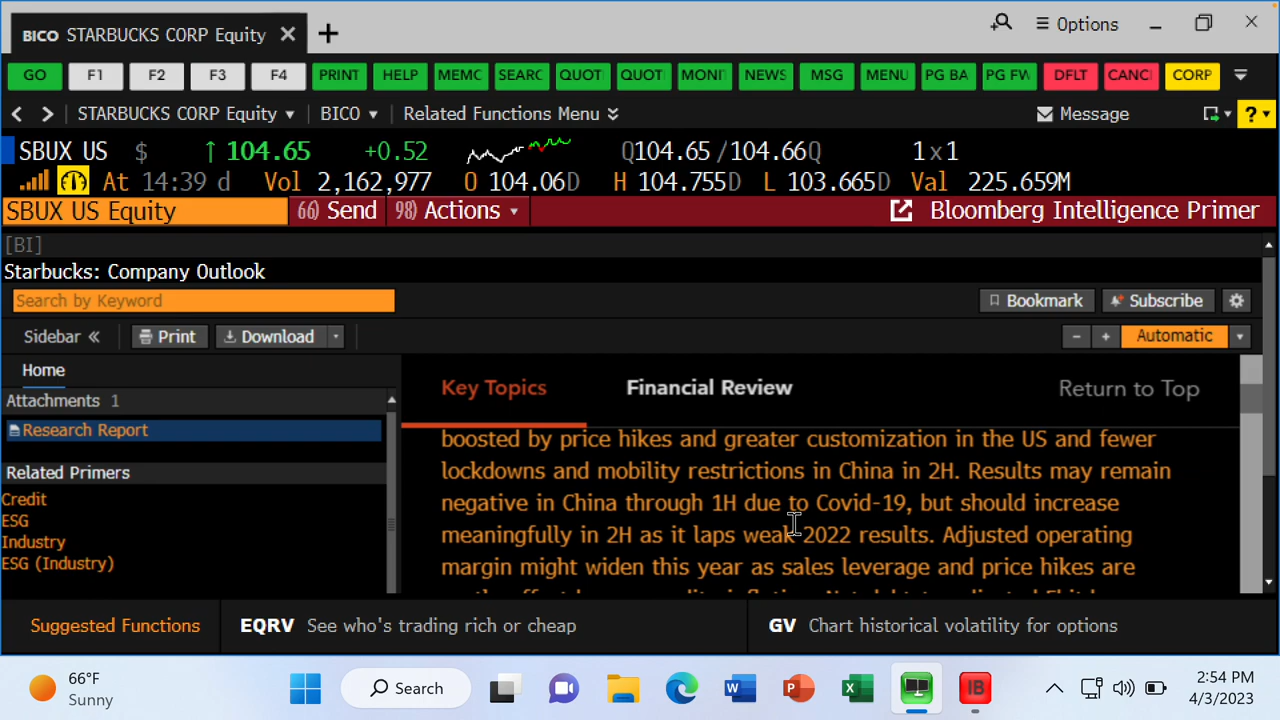 BICO STARBUCKS CORP Equity
Options
GO F1 F2 F3 F4 PRINT HELP MEMC SEARC QUOT QUOT MONI NEWS MSG MENU PG BA PG FW DFLT CANC CORP
STARBUCKS CORP Equity BICO Related Functions Menu Message ?
SBUX US $ ↑ 104.65 +0.52 Q104.65 /104.66Q 1x1
At 14:39 d Vol 2,162,977 O 104.06D H 104.755D L 103.665D Val 225.659M
SBUX US Equity 66) Send 98) Actions Bloomberg Intelligence Primer
[BI]
Starbucks: Company Outlook
Search by Keyword Bookmark Subscribe
Sidebar « Print Download - + Automatic
Home
Attachments 1
Research Report
Related Primers
Credit
ESG
Industry
ESG (Industry)
Key Topics Financial Review Return to Top
boosted by price hikes and greater customization in the US and fewer
lockdowns and mobility restrictions in China in 2H. Results may remain
negative in China through 1H due to Covid-19, but should increase
meaningfully in 2H as it laps weak 2022 results. Adjusted operating
margin might widen this year as sales leverage and price hikes are
Suggested Functions EQRV See who's trading rich or cheap GV Chart historical volatility for options
66°F
Sunny
Search
IB
2:54 PM
4/3/2023